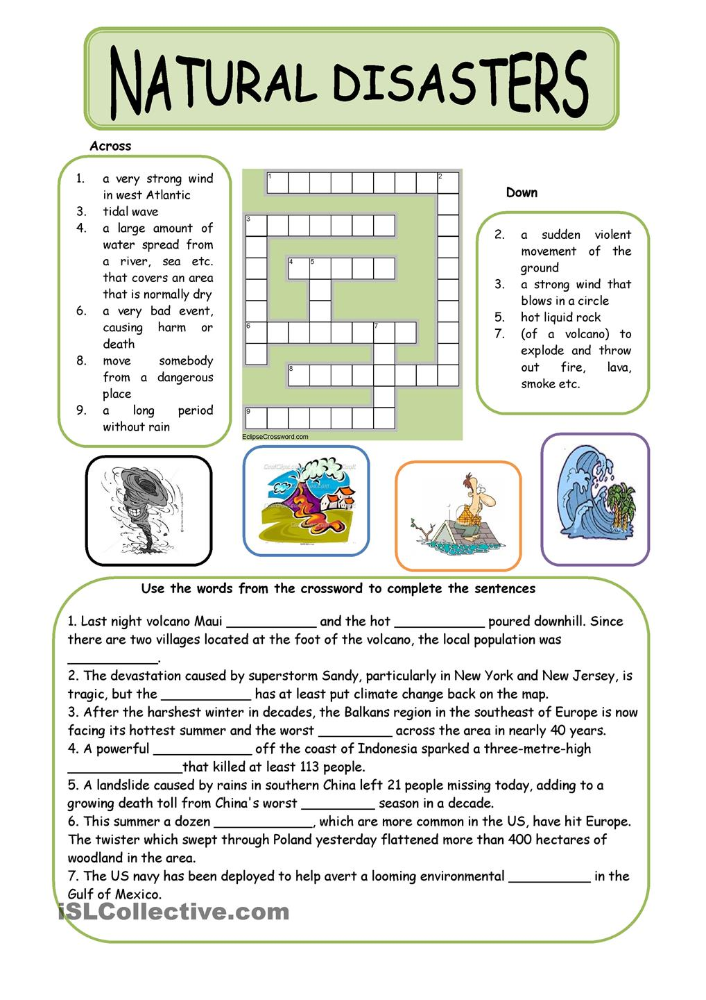 NATURAL DISASTERS
Across
1. a very strong wind
in west Atlantic
3. tidal wave
4. a large amount of
water spread from
a river, sea etc.
that covers an area
that is normally dry
6. a very bad event,
causing harm or
death
8. move somebody
from a dangerous
place
9. a long period
without rain
1 2
3
4 5
6 7
8
9
EclipseCrossword.com
Down
2. a sudden violent
movement of the
ground
3. a strong wind that
blows in a circle
5. hot liquid rock
7. (of a volcano) to
explode and throw
out fire, lava,
smoke etc.
Use the words from the crossword to complete the sentences
1. Last night volcano Maui ____________ and the hot ____________ poured downhill. Since
there are two villages located at the foot of the volcano, the local population was
____________.
2. The devastation caused by superstorm Sandy, particularly in New York and New Jersey, is
tragic, but the ____________ has at least put climate change back on the map.
3. After the harshest winter in decades, the Balkans region in the southeast of Europe is now
facing its hottest summer and the worst __________ across the area in nearly 40 years.
4. A powerful _____________ off the coast of Indonesia sparked a three-metre-high
_______________that killed at least 113 people.
5. A landslide caused by rains in southern China left 21 people missing today, adding to a
growing death toll from China's worst __________ season in a decade.
6. This summer a dozen _____________, which are more common in the US, have hit Europe.
The twister which swept through Poland yesterday flattened more than 400 hectares of
woodland in the area.
7. The US navy has been deployed to help avert a looming environmental ___________ in the
Gulf of Mexico.
iSLCollective.com